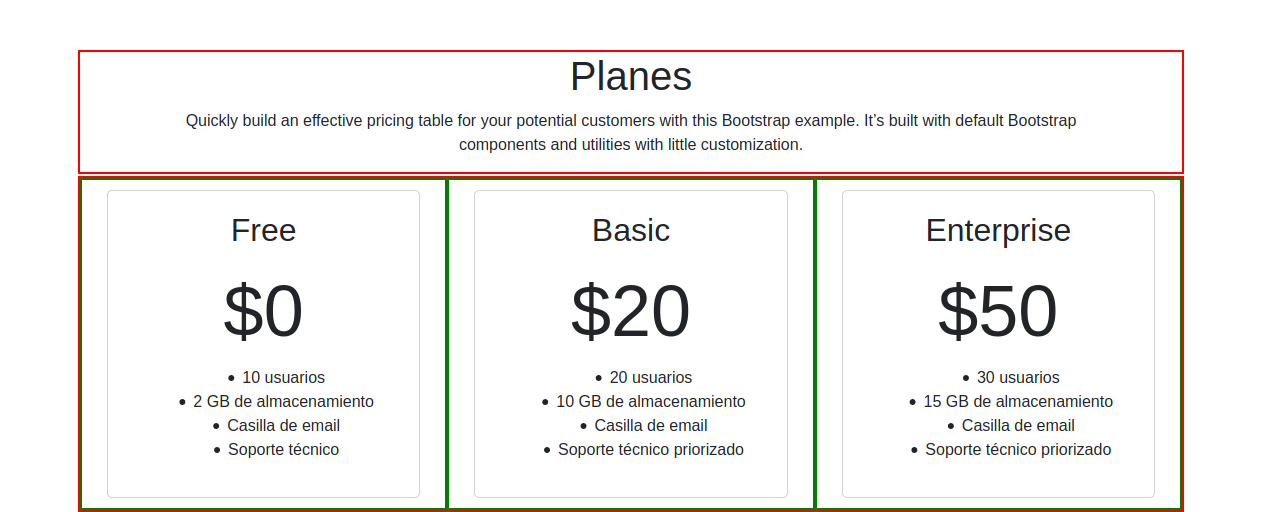 Planes
Quickly build an effective pricing table for your potential customers with this Bootstrap example. It’s built with default Bootstrap
components and utilities with little customization.
Free
$0
• 10 usuarios
• 2 GB de almacenamiento
• Casilla de email
• Soporte técnico
Basic
$20
• 20 usuarios
• 10 GB de almacenamiento
• Casilla de email
• Soporte técnico priorizado
Enterprise
$50
• 30 usuarios
• 15 GB de almacenamiento
• Casilla de email
• Soporte técnico priorizado